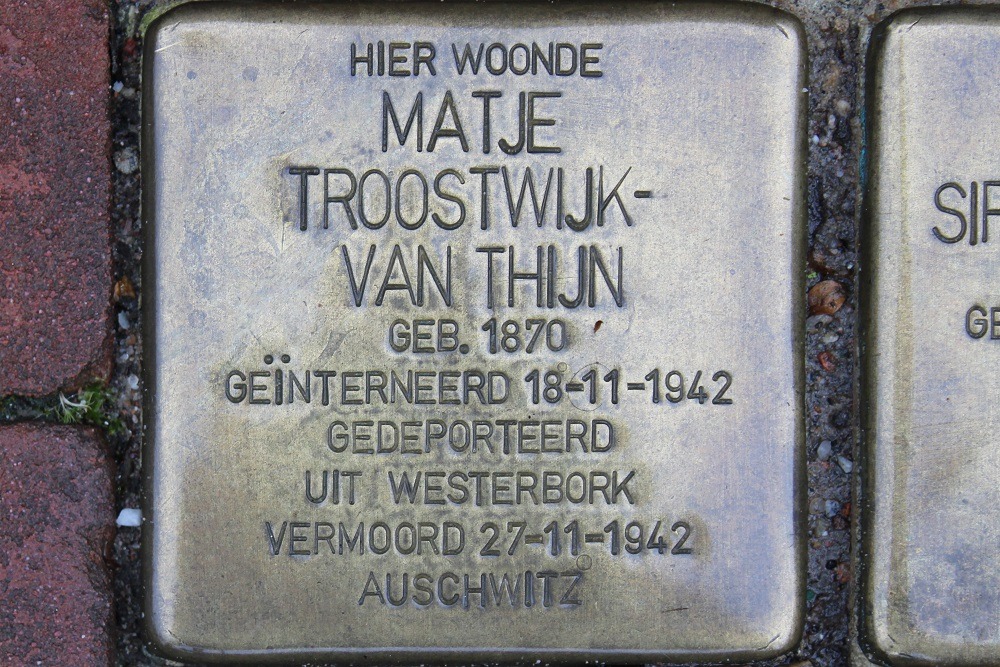 HIER WOONDE
MATJE
TROOSTWIJK-
VAN THIJN
GEB. 1870
GEÏNTERNEERD 18-11-1942
GEDEPORTEERD
UIT WESTERBORK
VERMOORD 27-11-1942
AUSCHWITZ